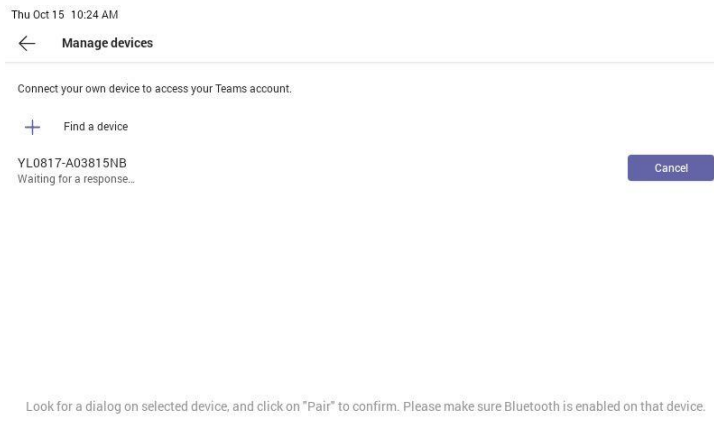 Thu Oct 15 10:24 AM
Manage devices
Connect your own device to access your Teams account.
Find a device
YL0817-A03815NB
Waiting for a response…
Cancel
Look for a dialog on selected device, and click on "Pair" to confirm. Please make sure Bluetooth is enabled on that device.